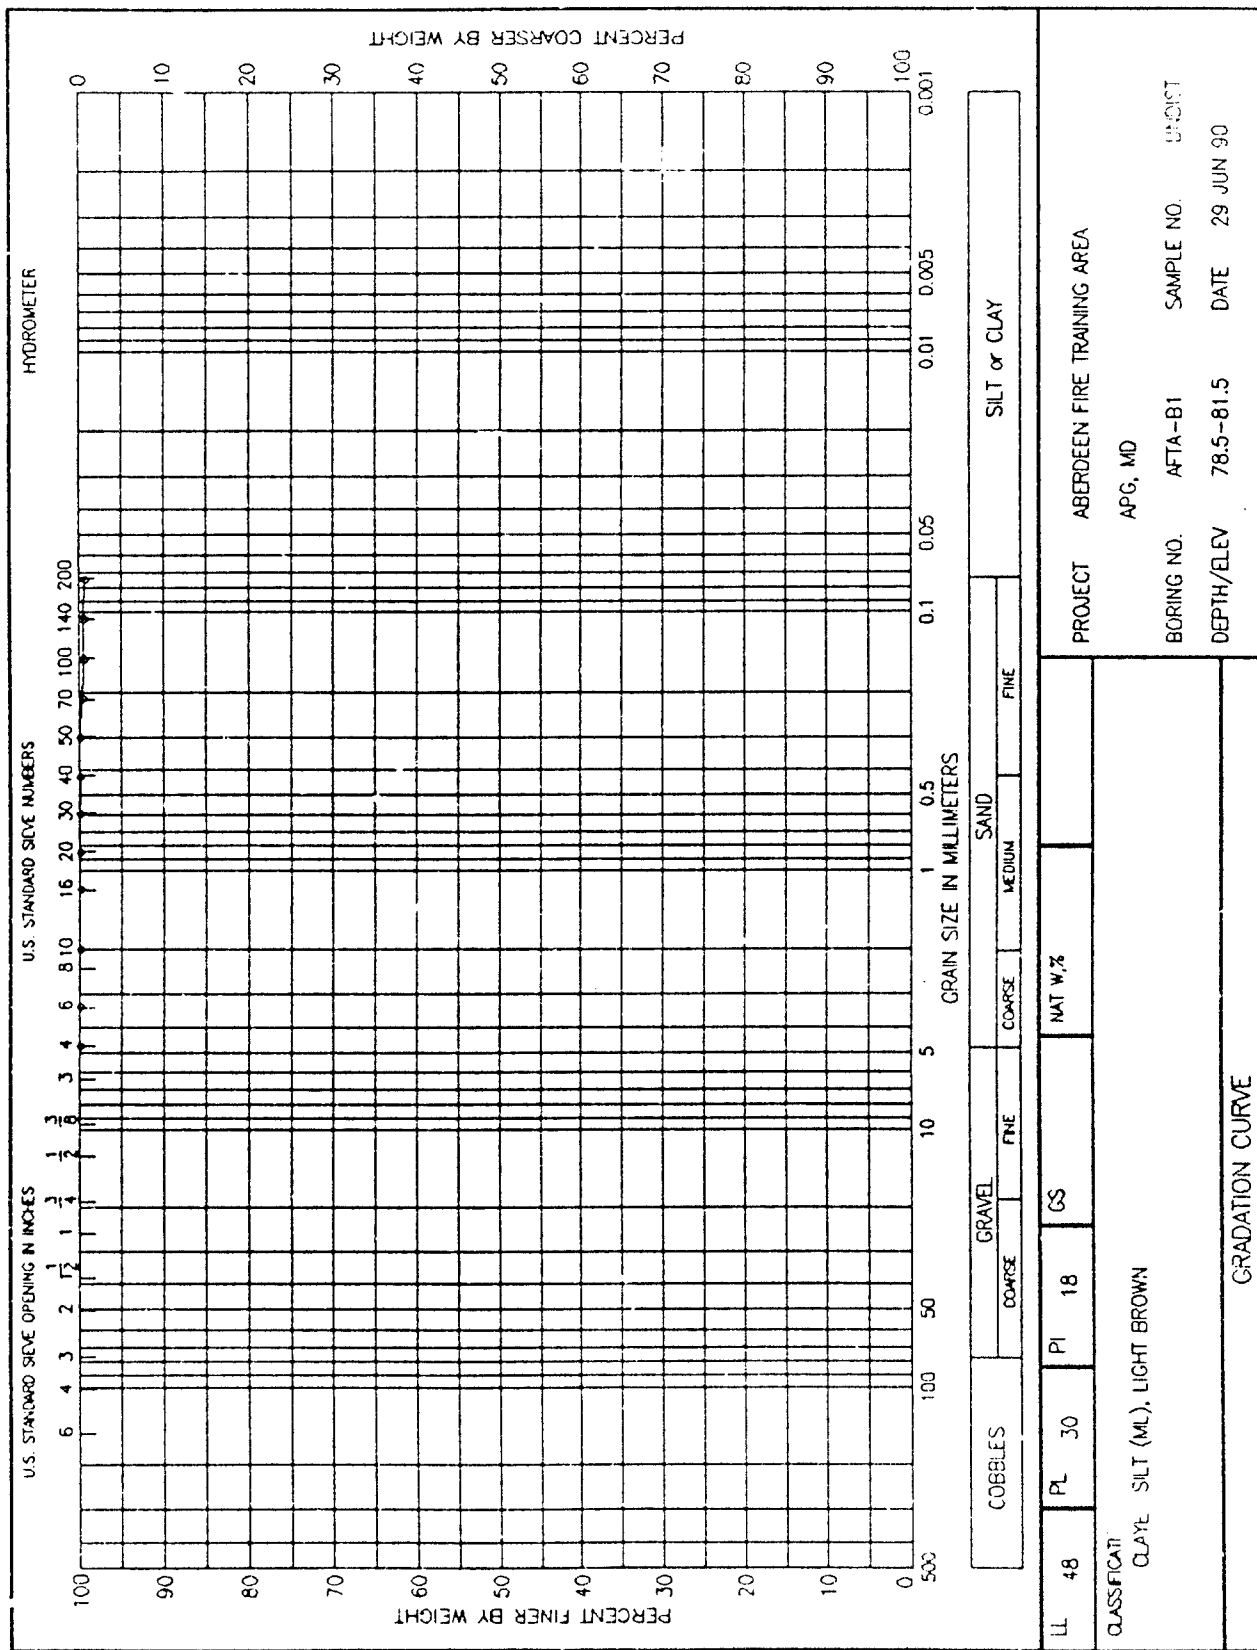 U.S. STANDARD SIEVE OPENING IN INCHES U.S. STANDARD SIEVE NUMBERS HYDROMETER
6 4 3 2 1 1/2 1 3/4 1/2 3/8 3 4 6 8 10 16 20 30 40 50 70 100 140 200
PERCENT FINER BY WEIGHT
100
90
80
70
60
50
40
30
20
10
0
PERCENT COARSER BY WEIGHT
0
10
20
30
40
50
60
70
80
90
100
500 100 50 10 5 1 0.5 0.1 0.05 0.01 0.005 0.001
GRAIN SIZE IN MILLIMETERS
COBBLES GRAVEL SAND SILT or CLAY
COARSE FINE COARSE MEDIUM FINE
LL 48 PL 30 PI 18 GS NAT W,%
CLASSIFICATI
CLAYE SILT (ML), LIGHT BROWN
PROJECT ABERDEEN FIRE TRAINING AREA
APG, MD
BORING NO. AFTA-B1 SAMPLE NO. UNDIST
DEPTH/ELEV 78.5-81.5 DATE 29 JUN 90
GRADATION CURVE